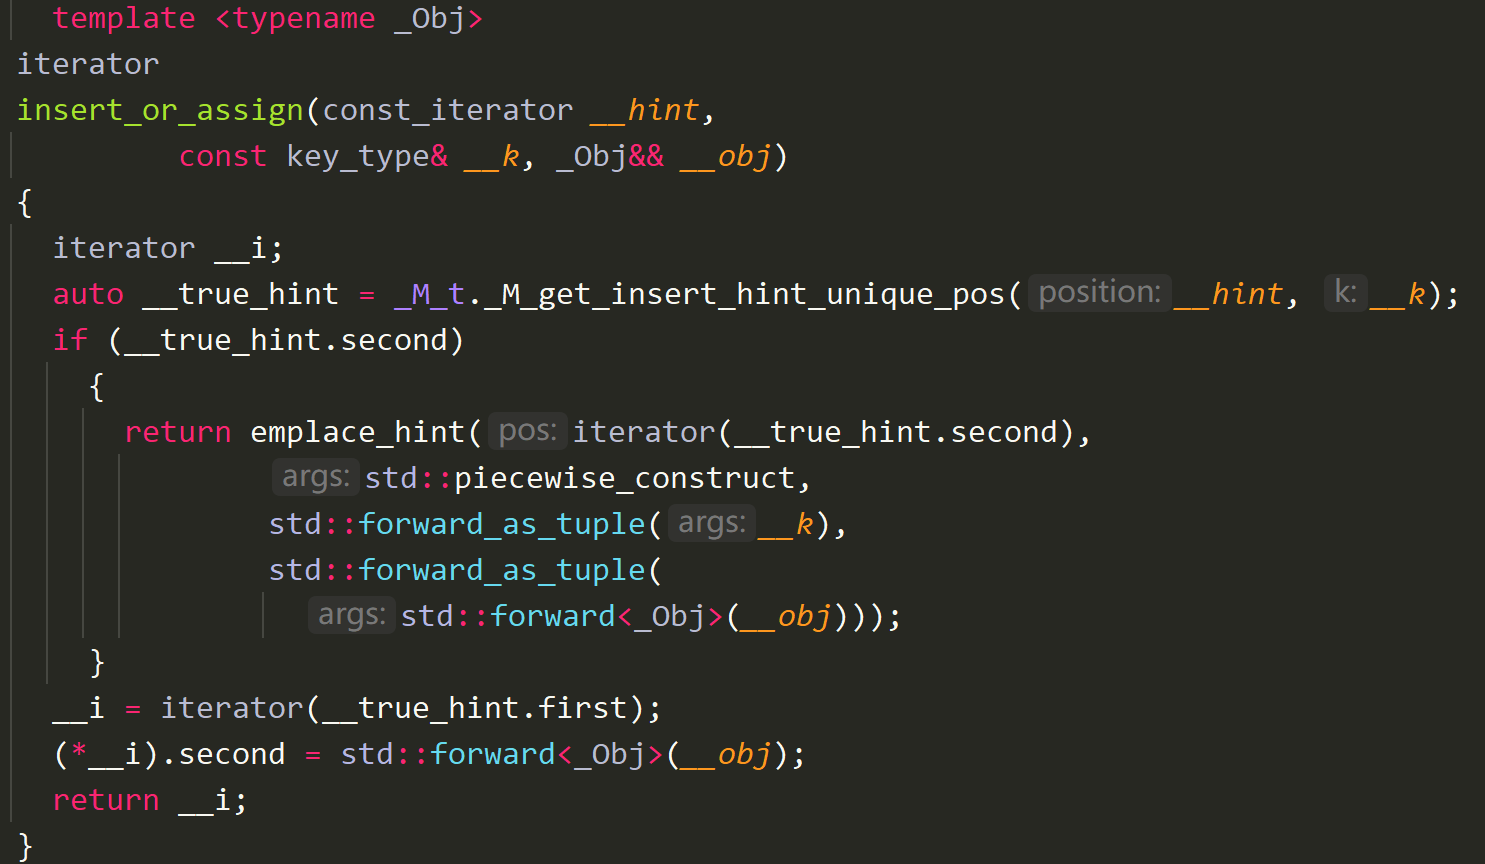 template <typename _Obj>
iterator
insert_or_assign(const_iterator __hint,
const key_type& __k, _Obj&& __obj)
{
iterator __i;
auto __true_hint = _M_t._M_get_insert_hint_unique_pos(position: __hint, k: __k);
if (__true_hint.second)
{
return emplace_hint(pos: iterator(__true_hint.second),
args: std::piecewise_construct,
std::forward_as_tuple(args: __k),
std::forward_as_tuple(
args: std::forward<_Obj>(__obj)));
}
__i = iterator(__true_hint.first);
(*__i).second = std::forward<_Obj>(__obj);
return __i;
}